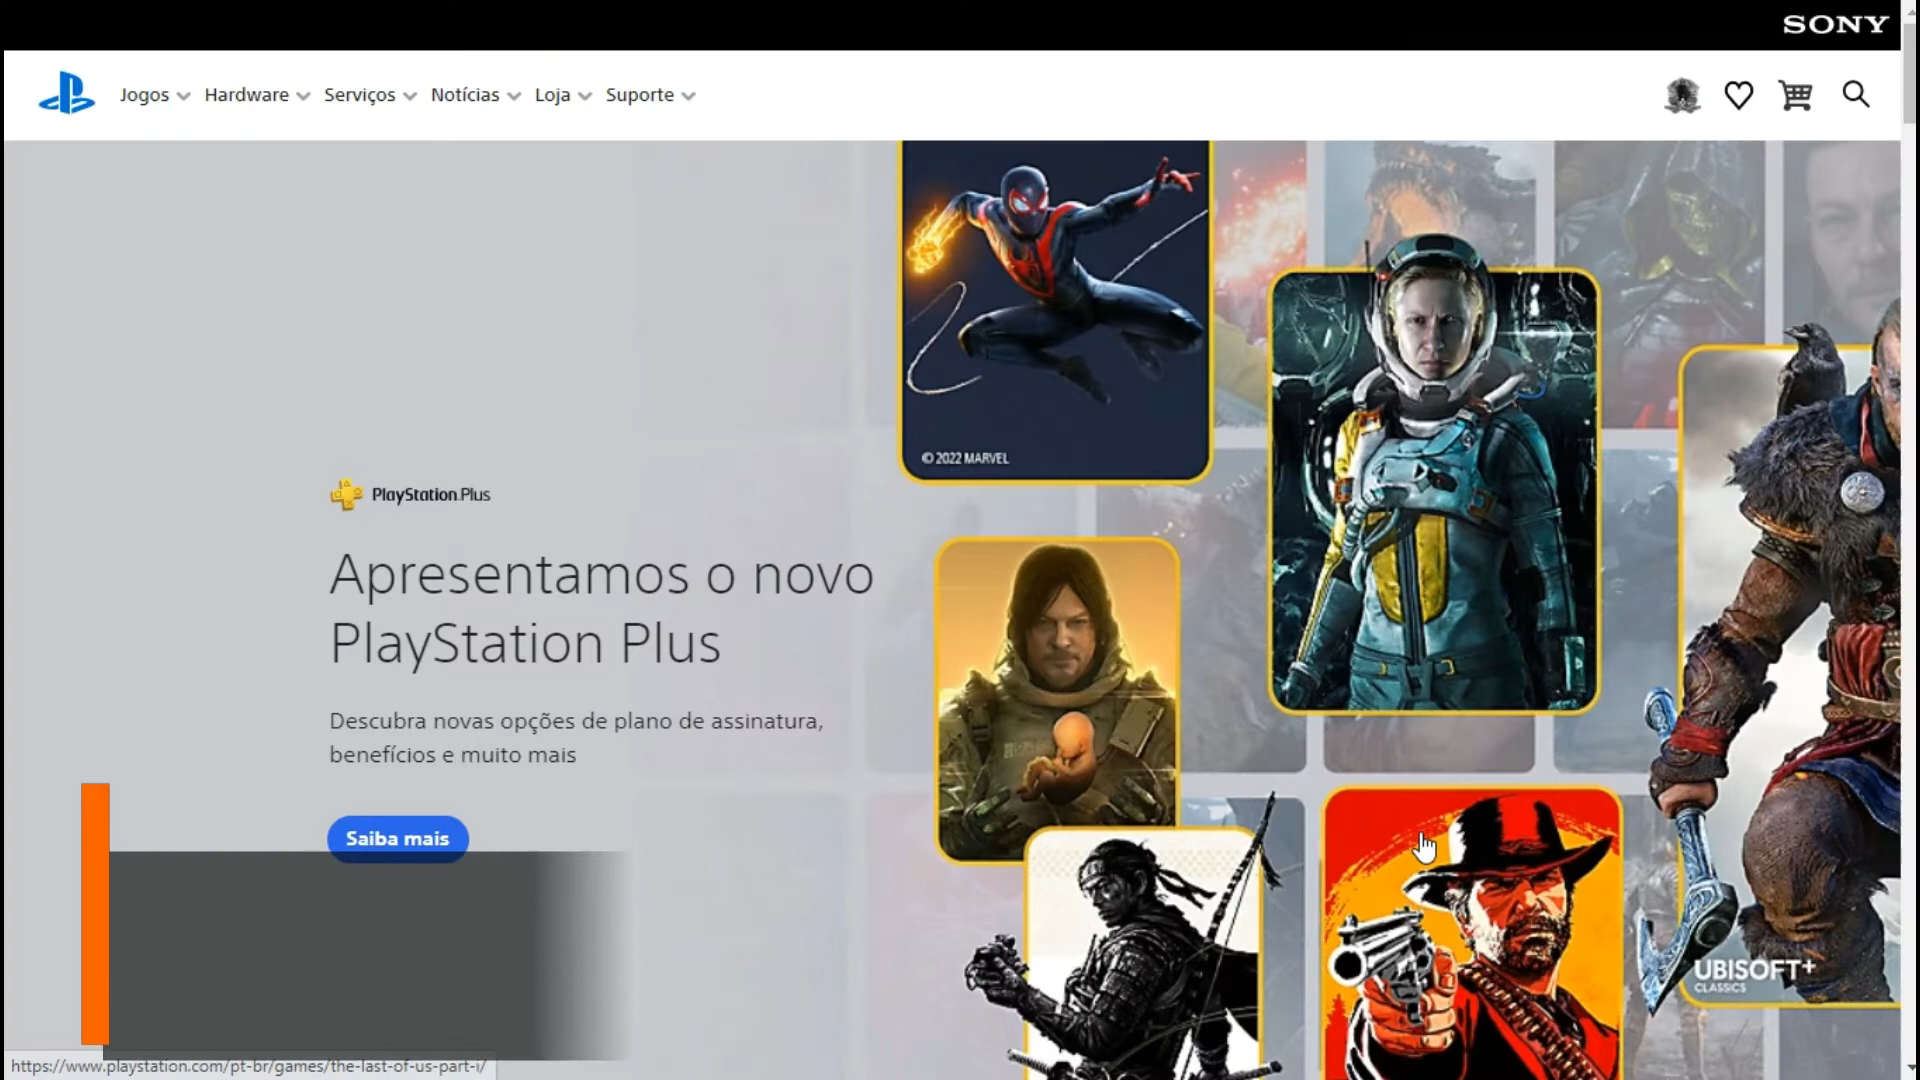 SONY
Jogos Hardware Serviços Notícias Loja Suporte
© 2022 MARVEL
PlayStation Plus
Apresentamos o novo
PlayStation Plus
Descubra novas opções de plano de assinatura,
benefícios e muito mais
Saiba mais
UBISOFT+
CLASSICS
https://www.playstation.com/pt-br/games/the-last-of-us-part-i/